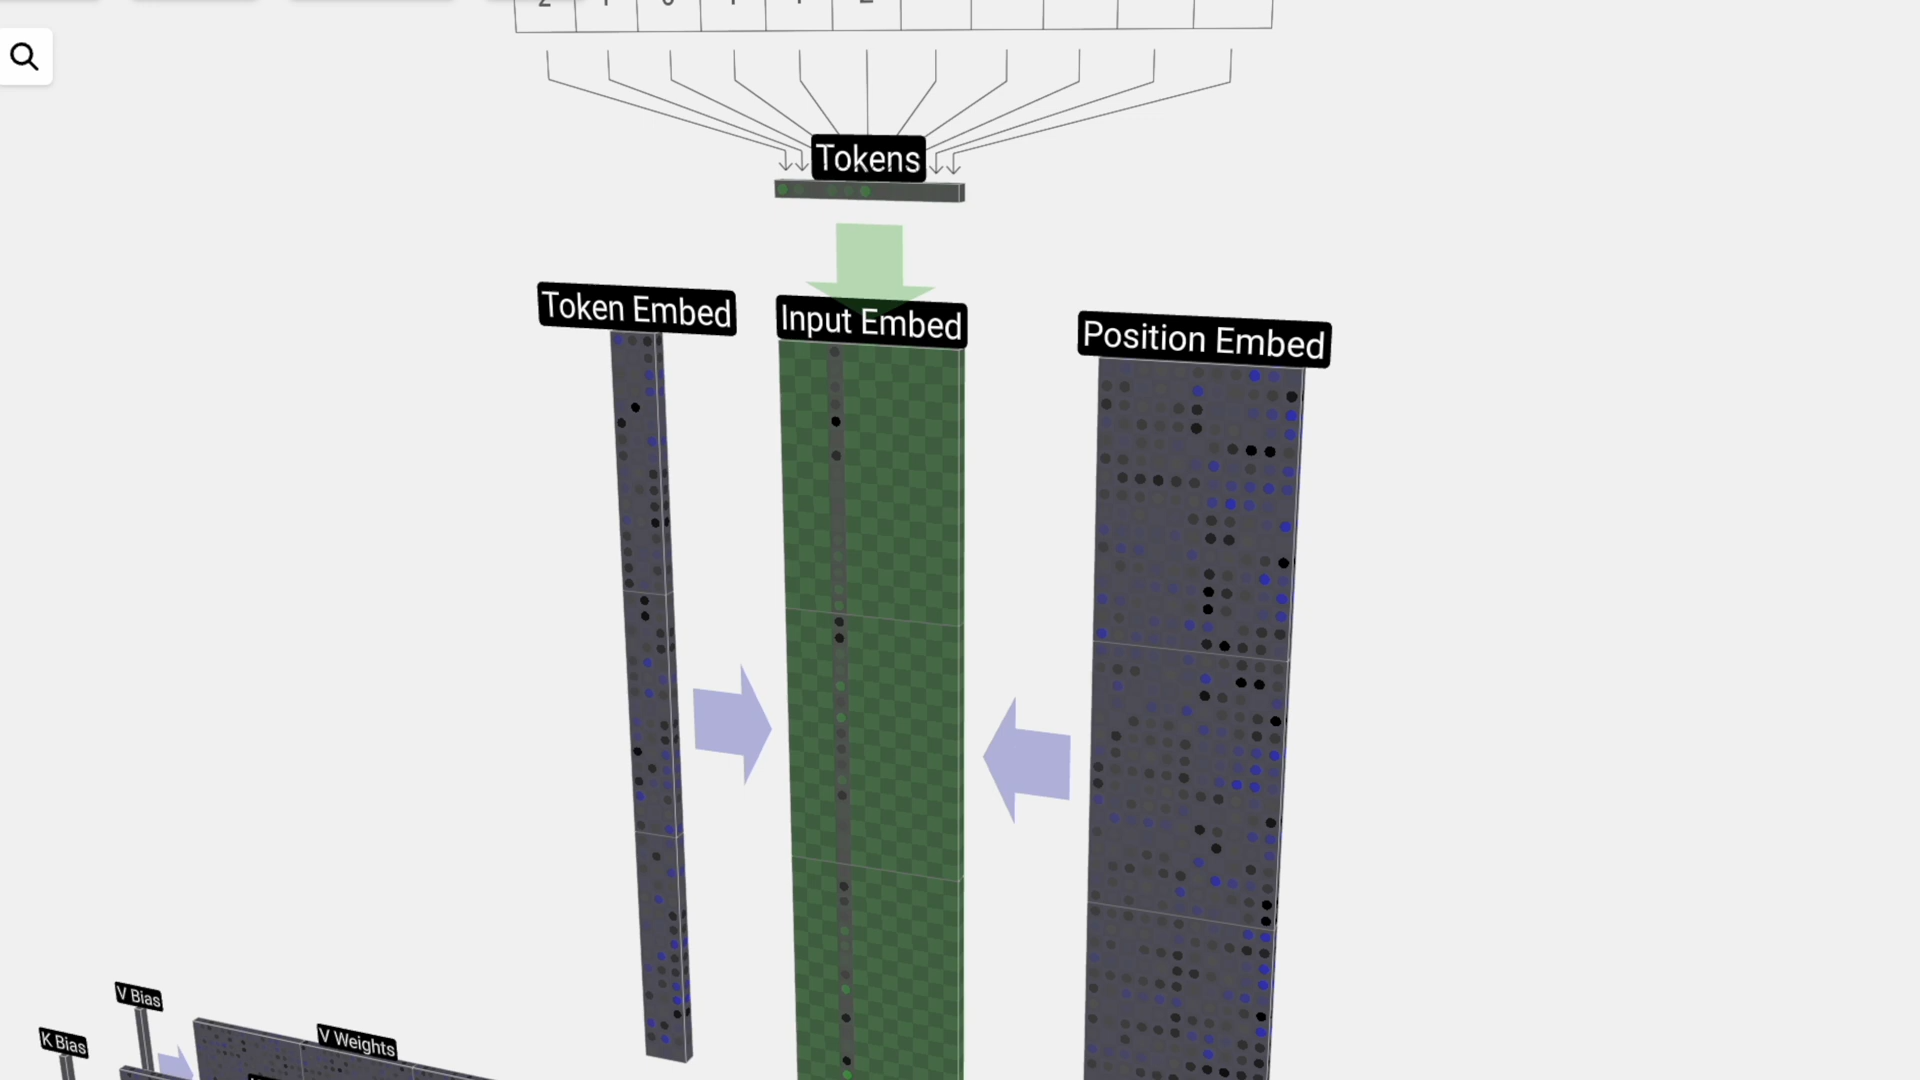 Tokens
Token Embed
Input Embed
Position Embed
V Bias
K Bias
V Weights